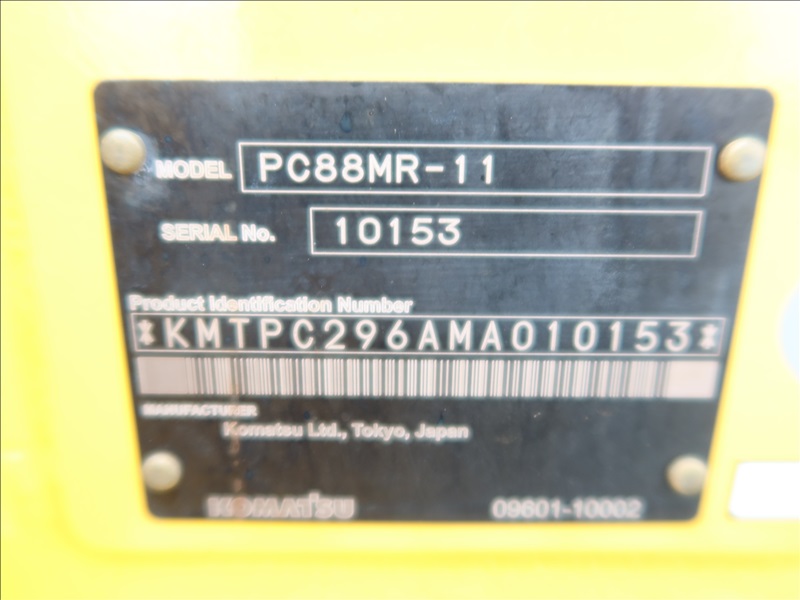 MODEL PC88MR-11
SERIAL No. 10153
Product Identification Number
*KMTPC296AMA010153*
MANUFACTURER
Komatsu Ltd., Tokyo, Japan
KOMATSU 09601-10002